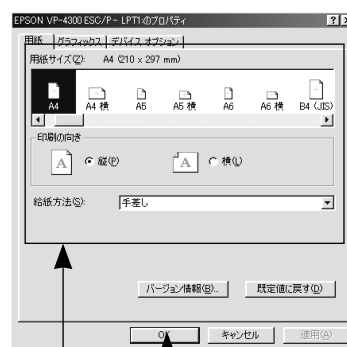 EPSON VP-4300 ESC/P - LPT1:のプロパティ
用紙 グラフィックス デバイス オプション
用紙サイズ(Z): A4 (210 x 297 mm)
A4 A4 横 A5 A5 横 A6 A6 横 B4 (JIS)
印刷の向き
A 縦(P) A 横(L)
給紙方法(S): 手差し
バージョン情報(B)... 既定値に戻す(D)
OK キャンセル 適用(A)